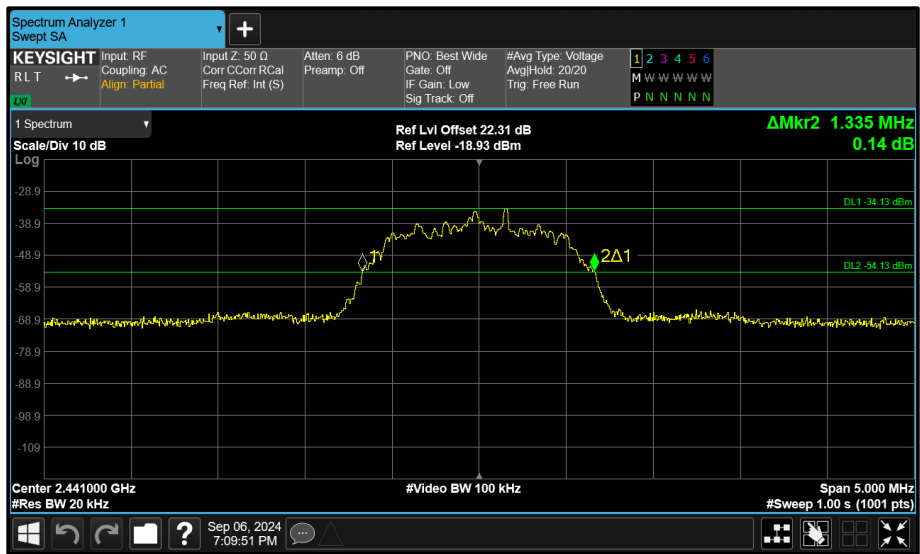 Spectrum Analyzer 1
Swept SA
+
KEYSIGHT
R L T
LXI
Input: RF
Coupling: AC
Align: Partial
Input Z: 50 Ω
Corr CCorr RCal
Freq Ref: Int (S)
Atten: 6 dB
Preamp: Off
PNO: Best Wide
Gate: Off
IF Gain: Low
Sig Track: Off
#Avg Type: Voltage
Avg|Hold: 20/20
Trig: Free Run
1 2 3 4 5 6
M W W W W W
P N N N N N
1 Spectrum
Scale/Div 10 dB
Ref Lvl Offset 22.31 dB
Ref Level -18.93 dBm
ΔMkr2 1.335 MHz
0.14 dB
Log
-28.9
DL1 -34.13 dBm
-38.9
-48.9
1
2Δ1
DL2 -54.13 dBm
-58.9
-68.9
-78.9
-88.9
-98.9
-109
Center 2.441000 GHz
#Video BW 100 kHz
Span 5.000 MHz
#Res BW 20 kHz
#Sweep 1.00 s (1001 pts)
?
Sep 06, 2024
7:09:51 PM